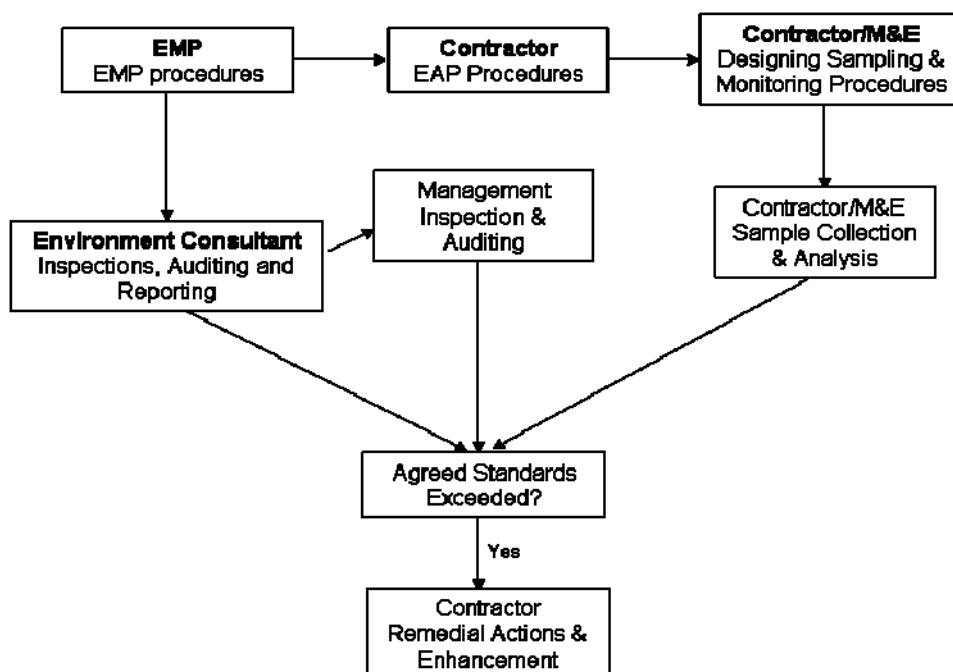 EMP
EMP procedures
Contractor
EAP Procedures
Contractor/M&E
Designing Sampling &
Monitoring Procedures
Environment Consultant
Inspections, Auditing and
Reporting
Management
Inspection &
Auditing
Contractor/M&E
Sample Collection
& Analysis
Agreed Standards
Exceeded?
Yes
Contractor
Remedial Actions &
Enhancement